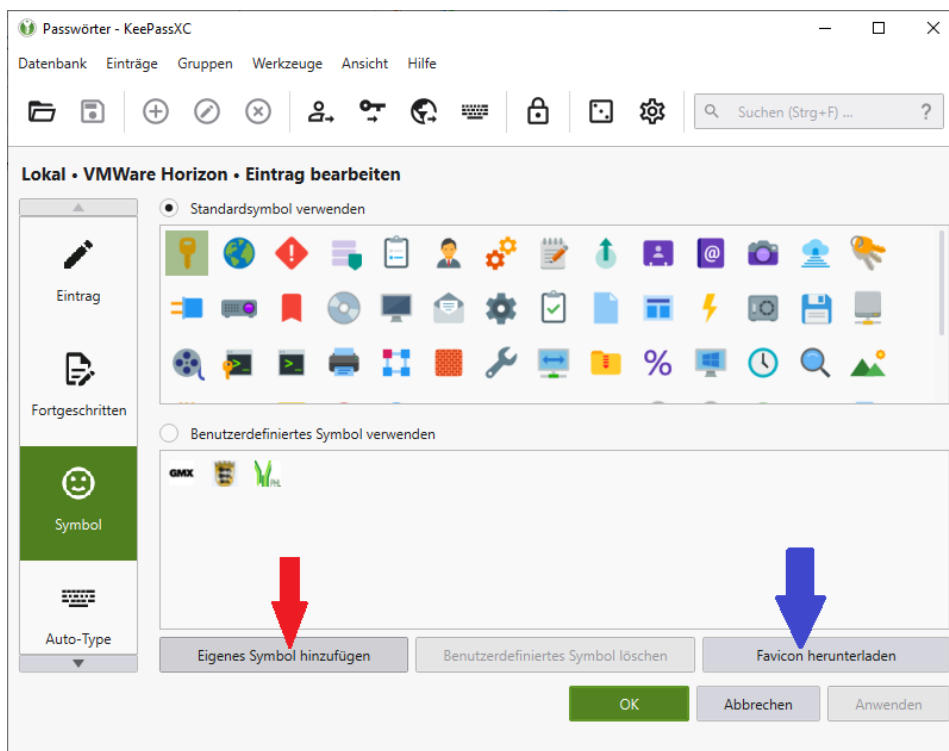 Passwörter - KeePassXC
Datenbank Einträge Gruppen Werkzeuge Ansicht Hilfe
Suchen (Strg+F) ... ?
Lokal • VMWare Horizon • Eintrag bearbeiten
Standardsymbol verwenden
Eintrag
Fortgeschritten
Benutzerdefiniertes Symbol verwenden
GMX PHL
Symbol
Auto-Type
Eigenes Symbol hinzufügen Benutzerdefiniertes Symbol löschen Favicon herunterladen
OK Abbrechen Anwenden